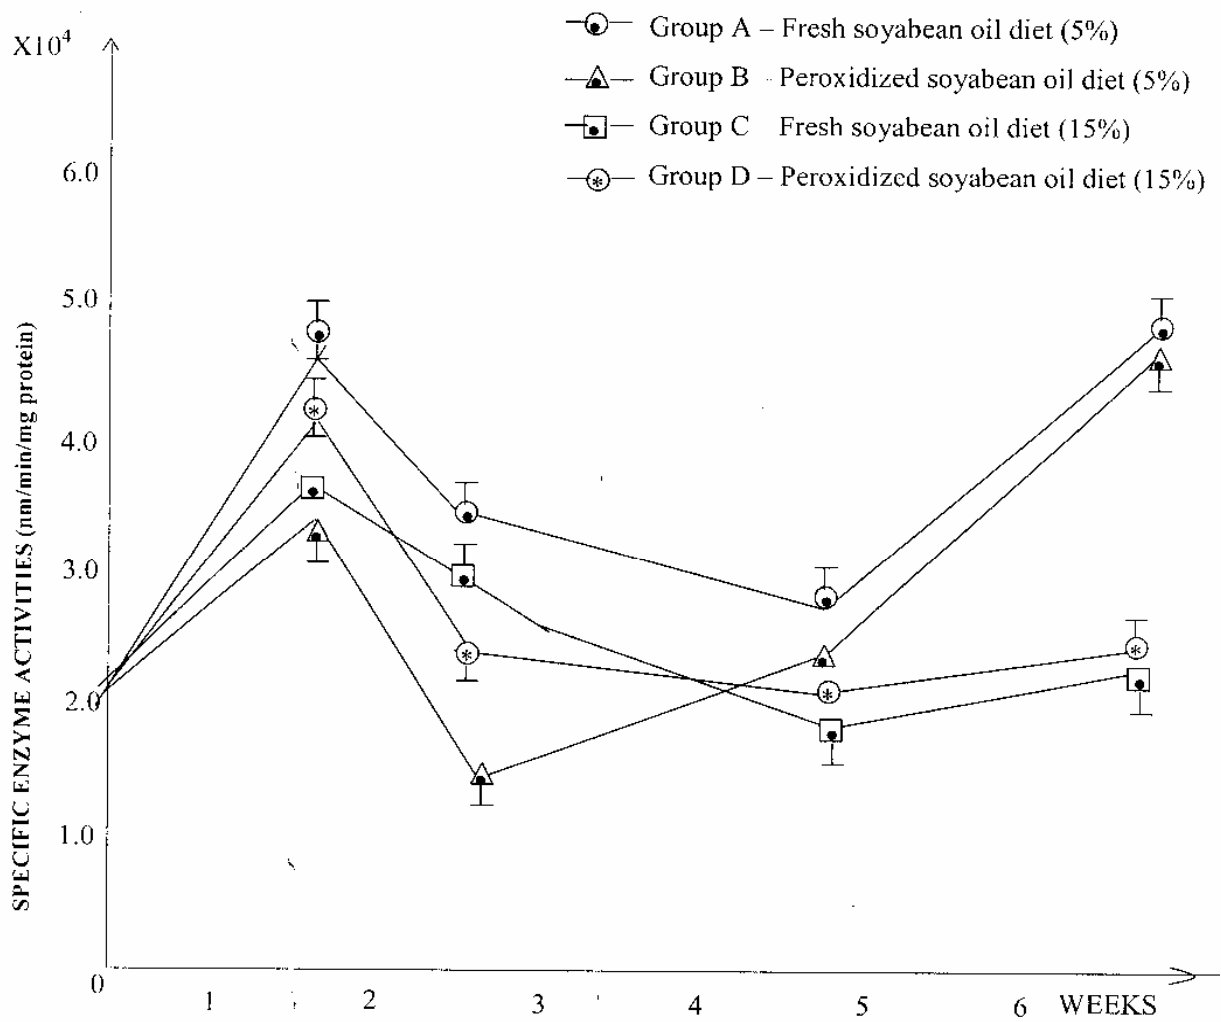 X10⁴
Group A – Fresh soyabean oil diet (5%)
Group B - Peroxidized soyabean oil diet (5%)
Group C Fresh soyabean oil diet (15%)
Group D – Peroxidized soyabean oil diet (15%)
6.0
5.0
4.0
3.0
2.0
1.0
0
SPECIFIC ENZYME ACTIVITIES (nm/min/mg protein)
1 2 3 4 5 6 WEEKS